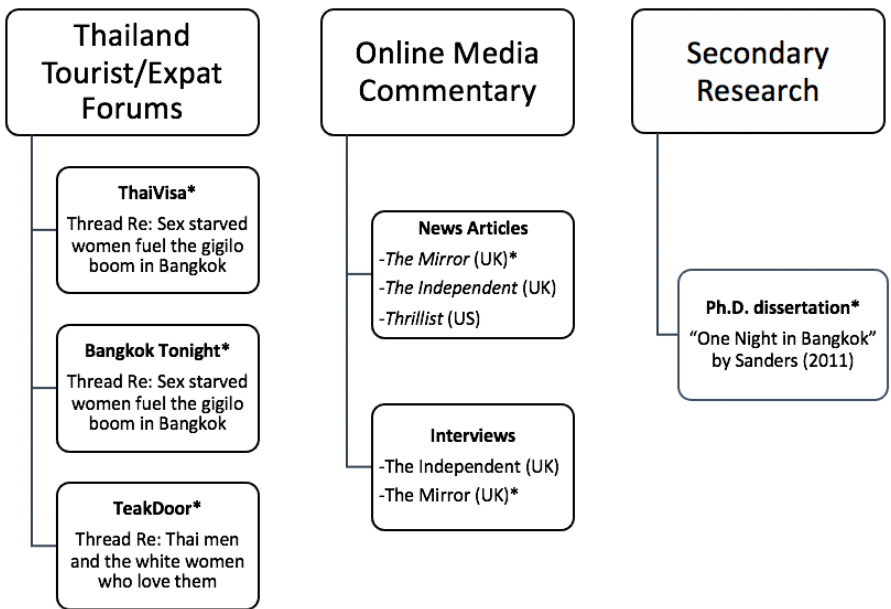 Thailand
Tourist/Expat
Forums
ThaiVisa*
Thread Re: Sex starved
women fuel the gigilo
boom in Bangkok
Bangkok Tonight*
Thread Re: Sex starved
women fuel the gigilo
boom in Bangkok
TeakDoor*
Thread Re: Thai men
and the white women
who love them
Online Media
Commentary
News Articles
-The Mirror (UK)*
-The Independent (UK)
-Thrillist (US)
Interviews
-The Independent (UK)
-The Mirror (UK)*
Secondary
Research
Ph.D. dissertation*
“One Night in Bangkok”
by Sanders (2011)